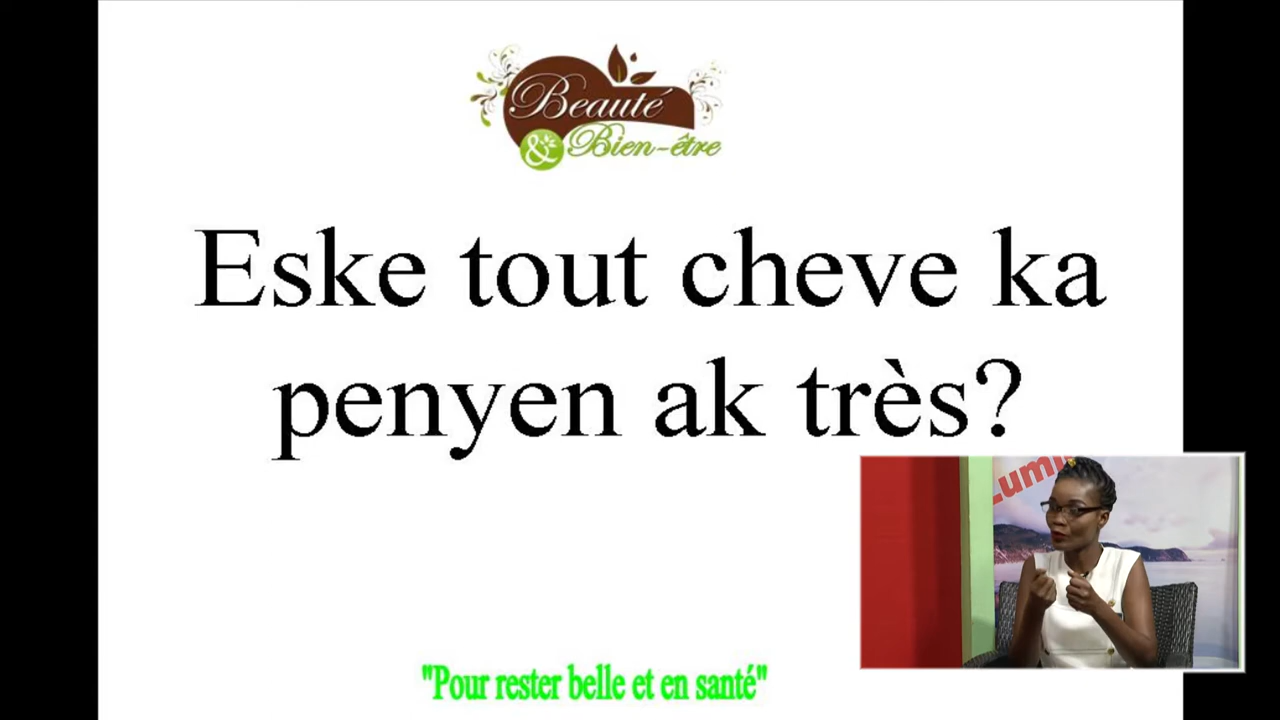 Beauté
& Bien-être
Eske tout cheve ka
penyen ak très?
"Pour rester belle et en santé"